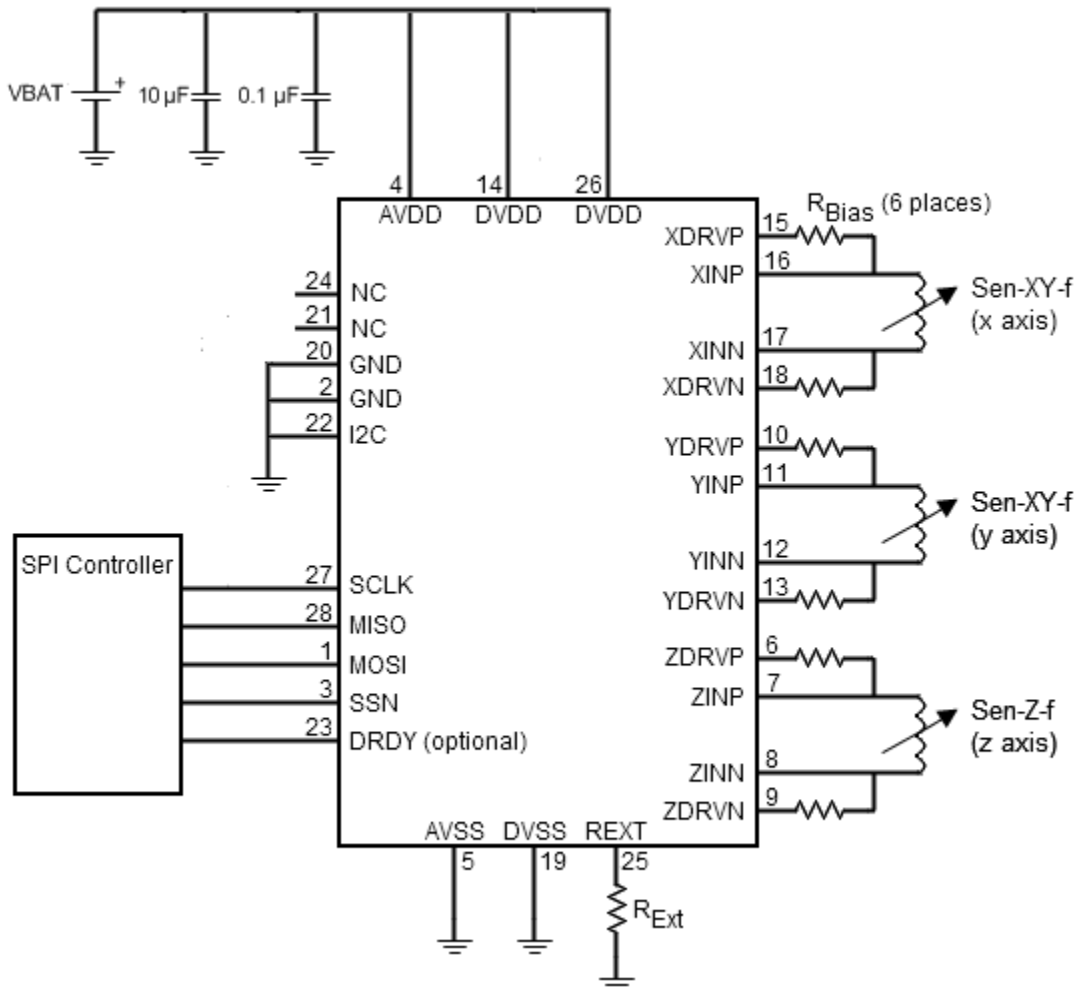 VBAT
+
10 µF
0.1 µF
4
14
26
AVDD
DVDD
DVDD
R_Bias (6 places)
24
NC
21
NC
20
GND
2
GND
22
I2C
SPI Controller
27
SCLK
28
MISO
1
MOSI
3
SSN
23
DRDY (optional)
XDRVP
15
XINP
16
XINN
17
XDRVN
18
Sen-XY-f
(x axis)
YDRVP
10
YINP
11
YINN
12
YDRVN
13
Sen-XY-f
(y axis)
ZDRVP
6
ZINP
7
ZINN
8
ZDRVN
9
Sen-Z-f
(z axis)
AVSS
DVSS
REXT
5
19
25
R_Ext